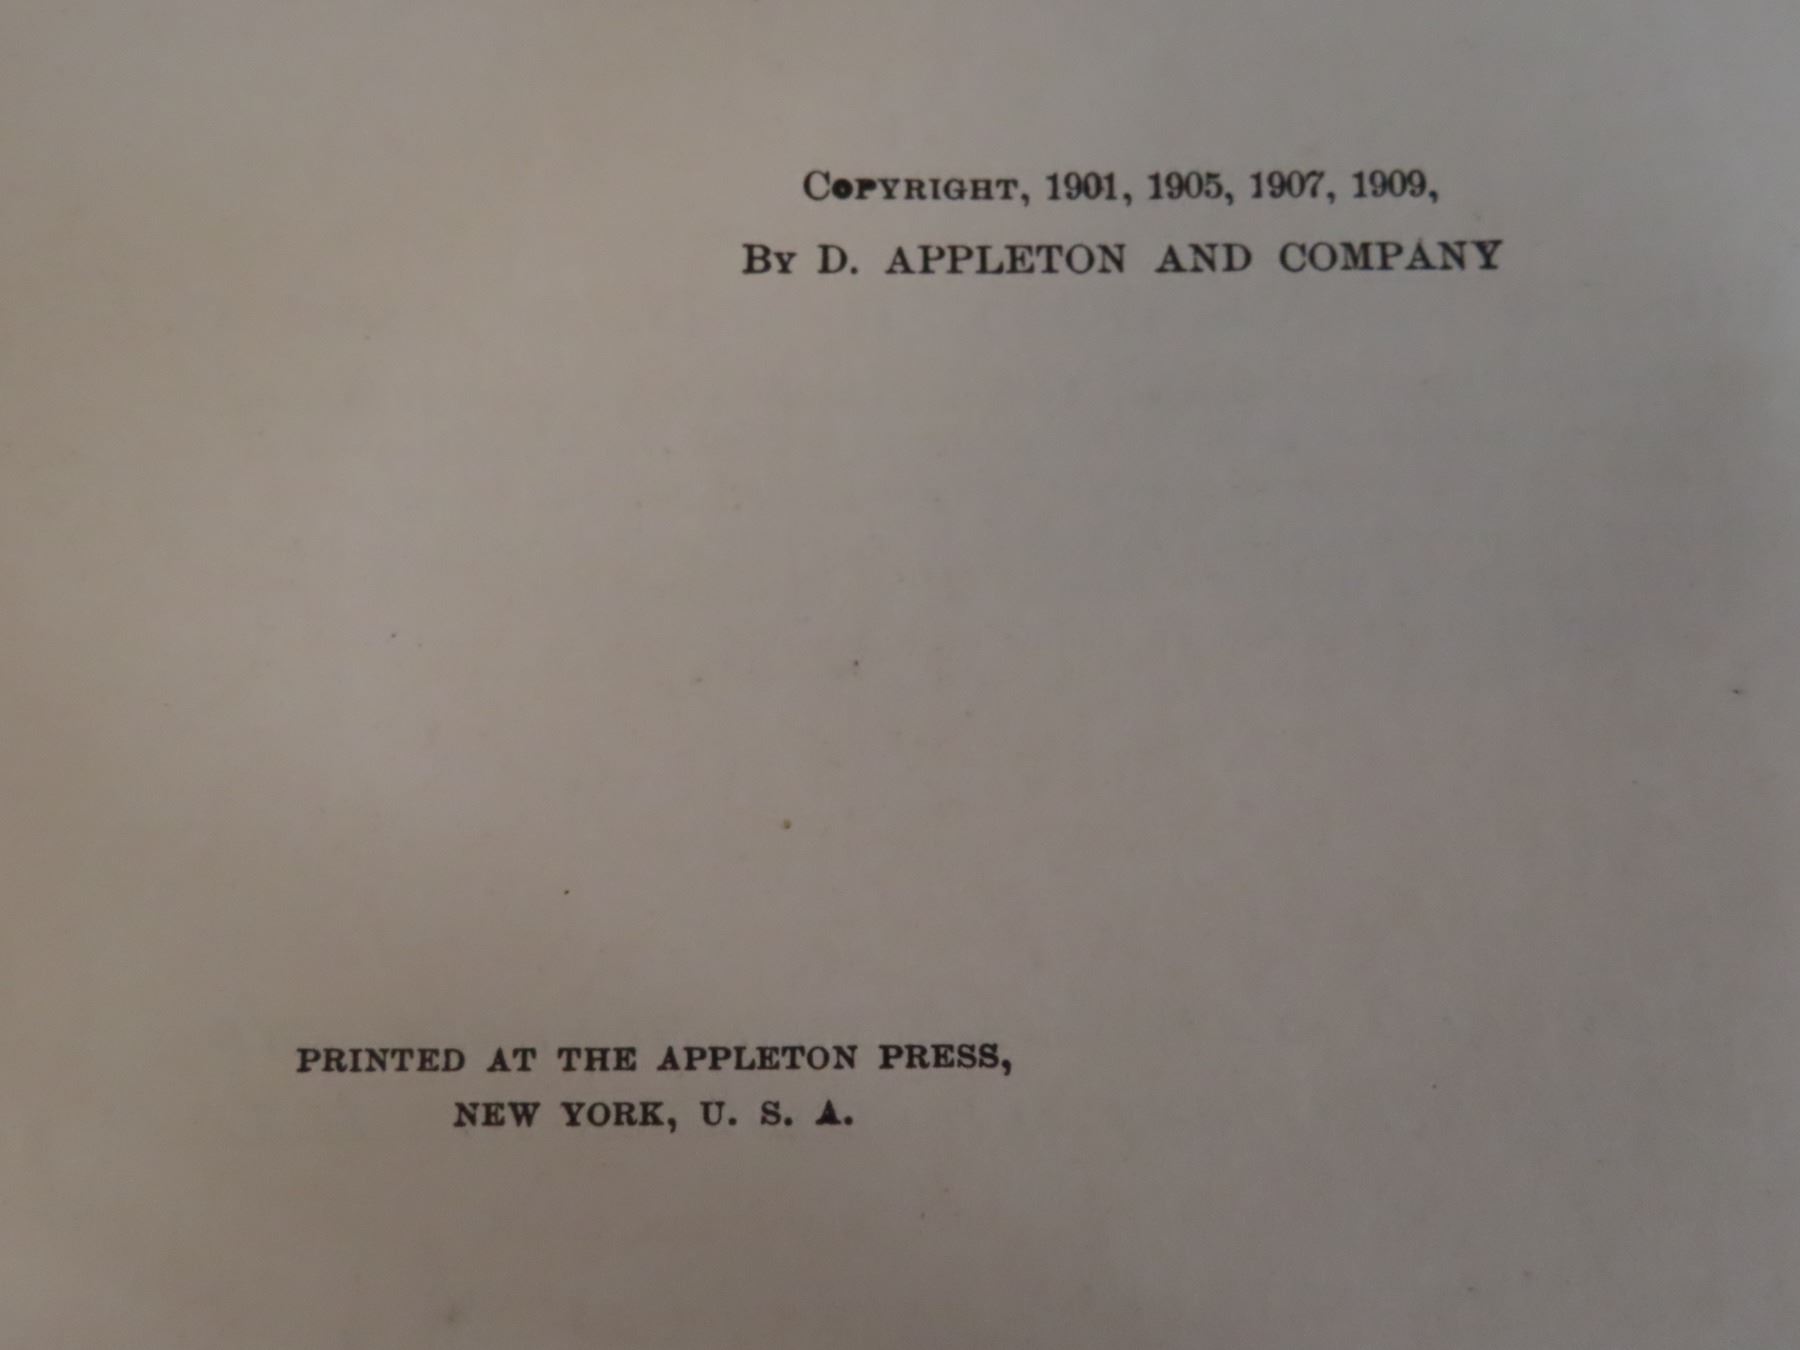 Copyright, 1901, 1905, 1907, 1909,
By D. APPLETON AND COMPANY
PRINTED AT THE APPLETON PRESS,
NEW YORK, U. S. A.